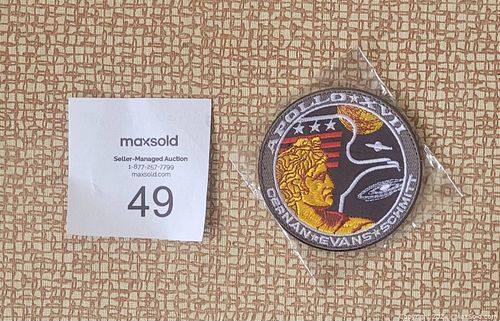 maxsold
Seller-Managed Auction
1-877-257-7799
maxsold.com
49
APOLLO XVII
CERNAN★EVANS★SCHMITT